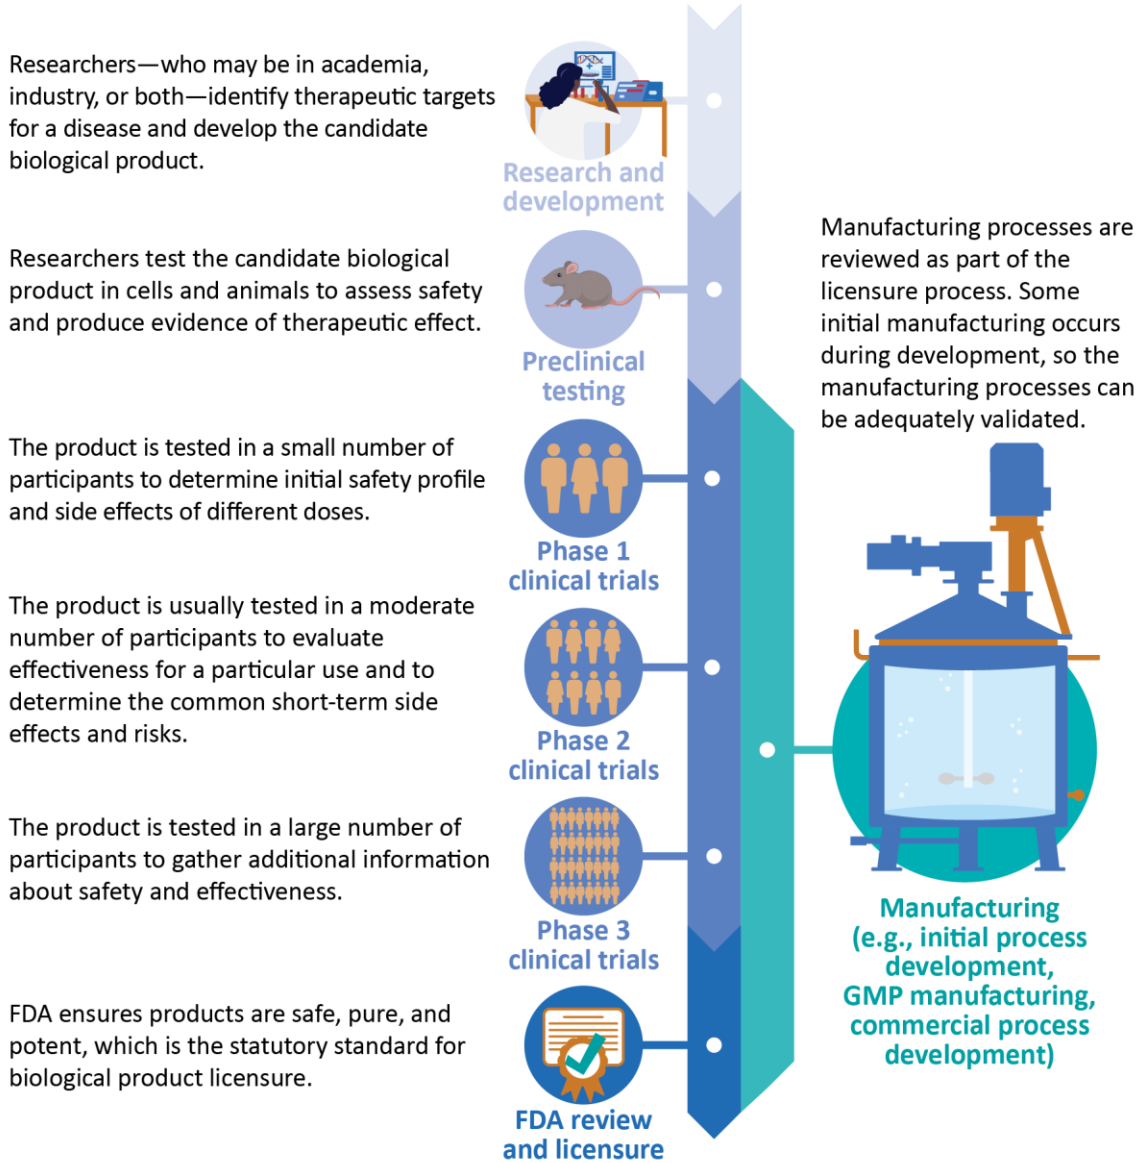 Researchers—who may be in academia,
industry, or both—identify therapeutic targets
for a disease and develop the candidate
biological product.
Research and
development
Researchers test the candidate biological
product in cells and animals to assess safety
and produce evidence of therapeutic effect.
Preclinical
testing
Manufacturing processes are
reviewed as part of the
licensure process. Some
initial manufacturing occurs
during development, so the
manufacturing processes can
be adequately validated.
The product is tested in a small number of
participants to determine initial safety profile
and side effects of different doses.
Phase 1
clinical trials
The product is usually tested in a moderate
number of participants to evaluate
effectiveness for a particular use and to
determine the common short-term side
effects and risks.
Phase 2
clinical trials
The product is tested in a large number of
participants to gather additional information
about safety and effectiveness.
Phase 3
clinical trials
Manufacturing
(e.g., initial process
development,
GMP manufacturing,
commercial process
development)
FDA ensures products are safe, pure, and
potent, which is the statutory standard for
biological product licensure.
FDA review
and licensure